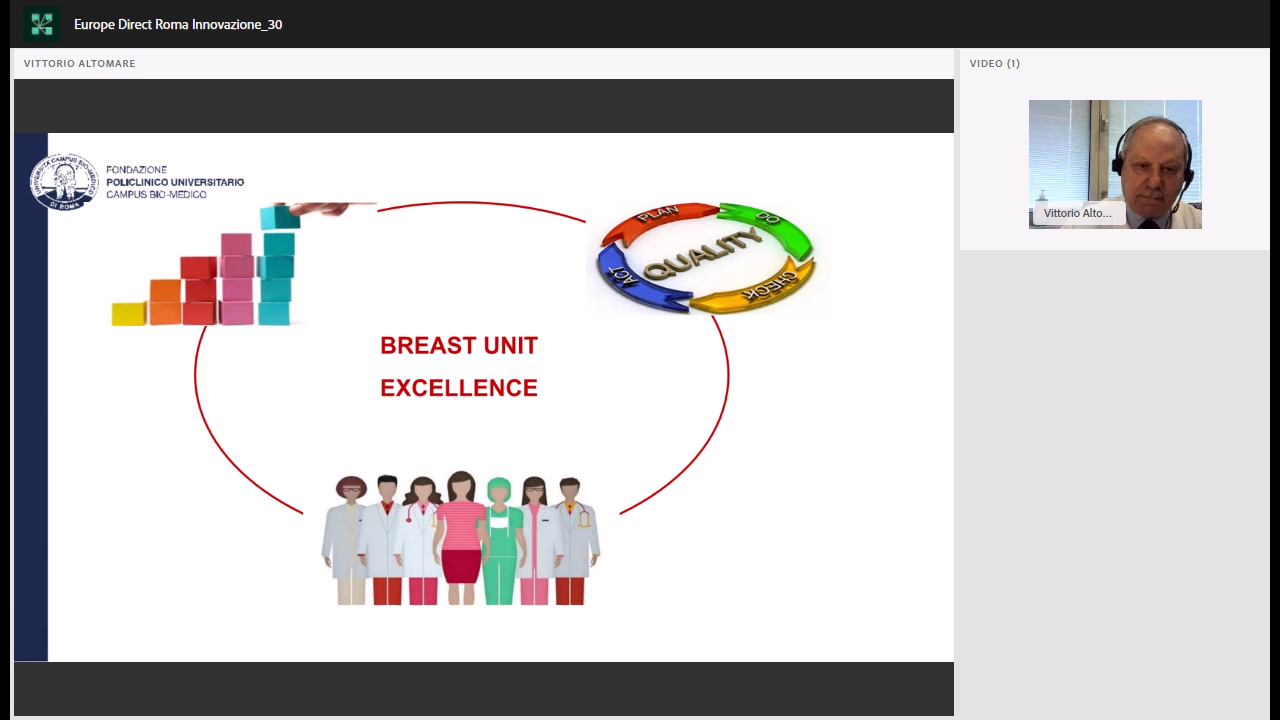 Europe Direct Roma Innovazione_30
VITTORIO ALTOMARE
VIDEO (1)
Vittorio Alto...
UNIVERSITÀ CAMPUS BIO-MEDICO
DI ROMA
FONDAZIONE
POLICLINICO UNIVERSITARIO
CAMPUS BIO-MEDICO
PLAN
DO
QUALITY
ACT
CHECK
BREAST UNIT
EXCELLENCE